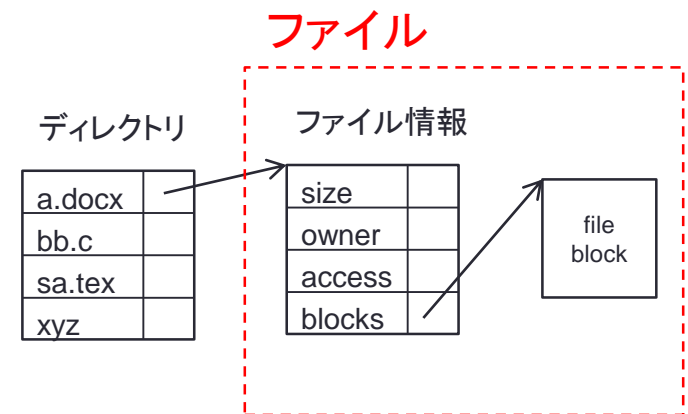 ファイル
ディレクトリ
a.docx
bb.c
sa.tex
xyz
ファイル情報
size
owner
access
blocks
file
block